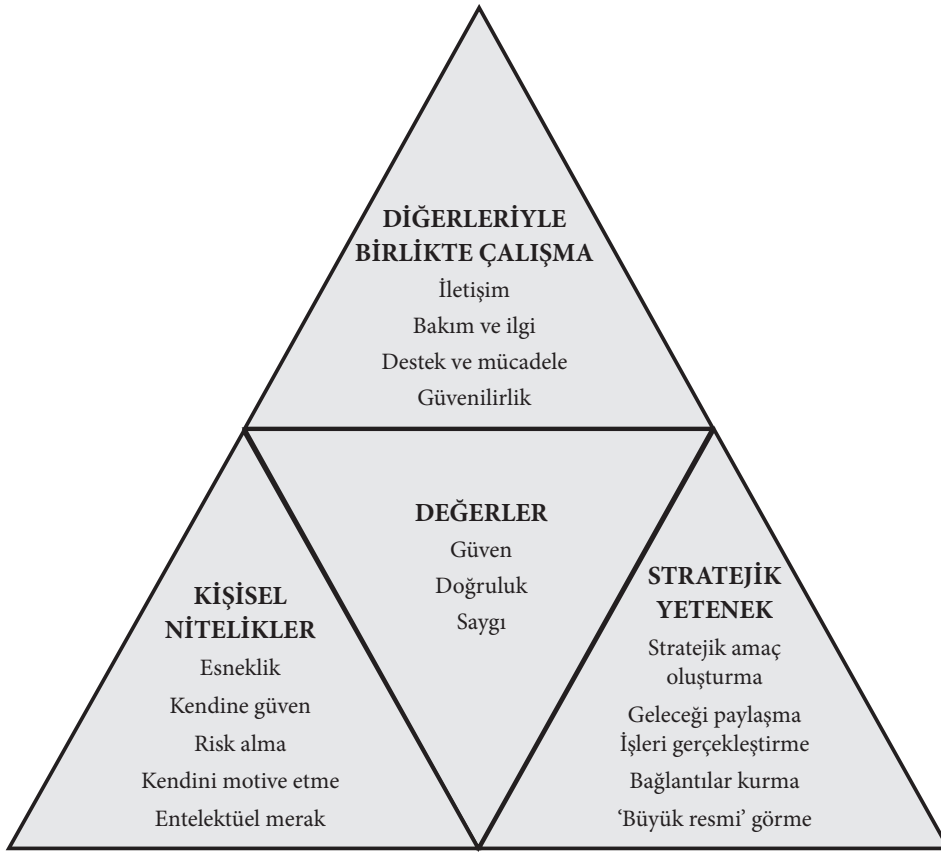 DİĞERLERİYLE
BİRLİKTE ÇALIŞMA
İletişim
Bakım ve ilgi
Destek ve mücadele
Güvenilirlik
DEĞERLER
Güven
Doğruluk
Saygı
KİŞİSEL
NİTELİKLER
Esneklik
Kendine güven
Risk alma
Kendini motive etme
Entelektüel merak
STRATEJİK
YETENEK
Stratejik amaç
oluşturma
Geleceği paylaşma
İşleri gerçekleştirme
Bağlantılar kurma
‘Büyük resmi’ görme